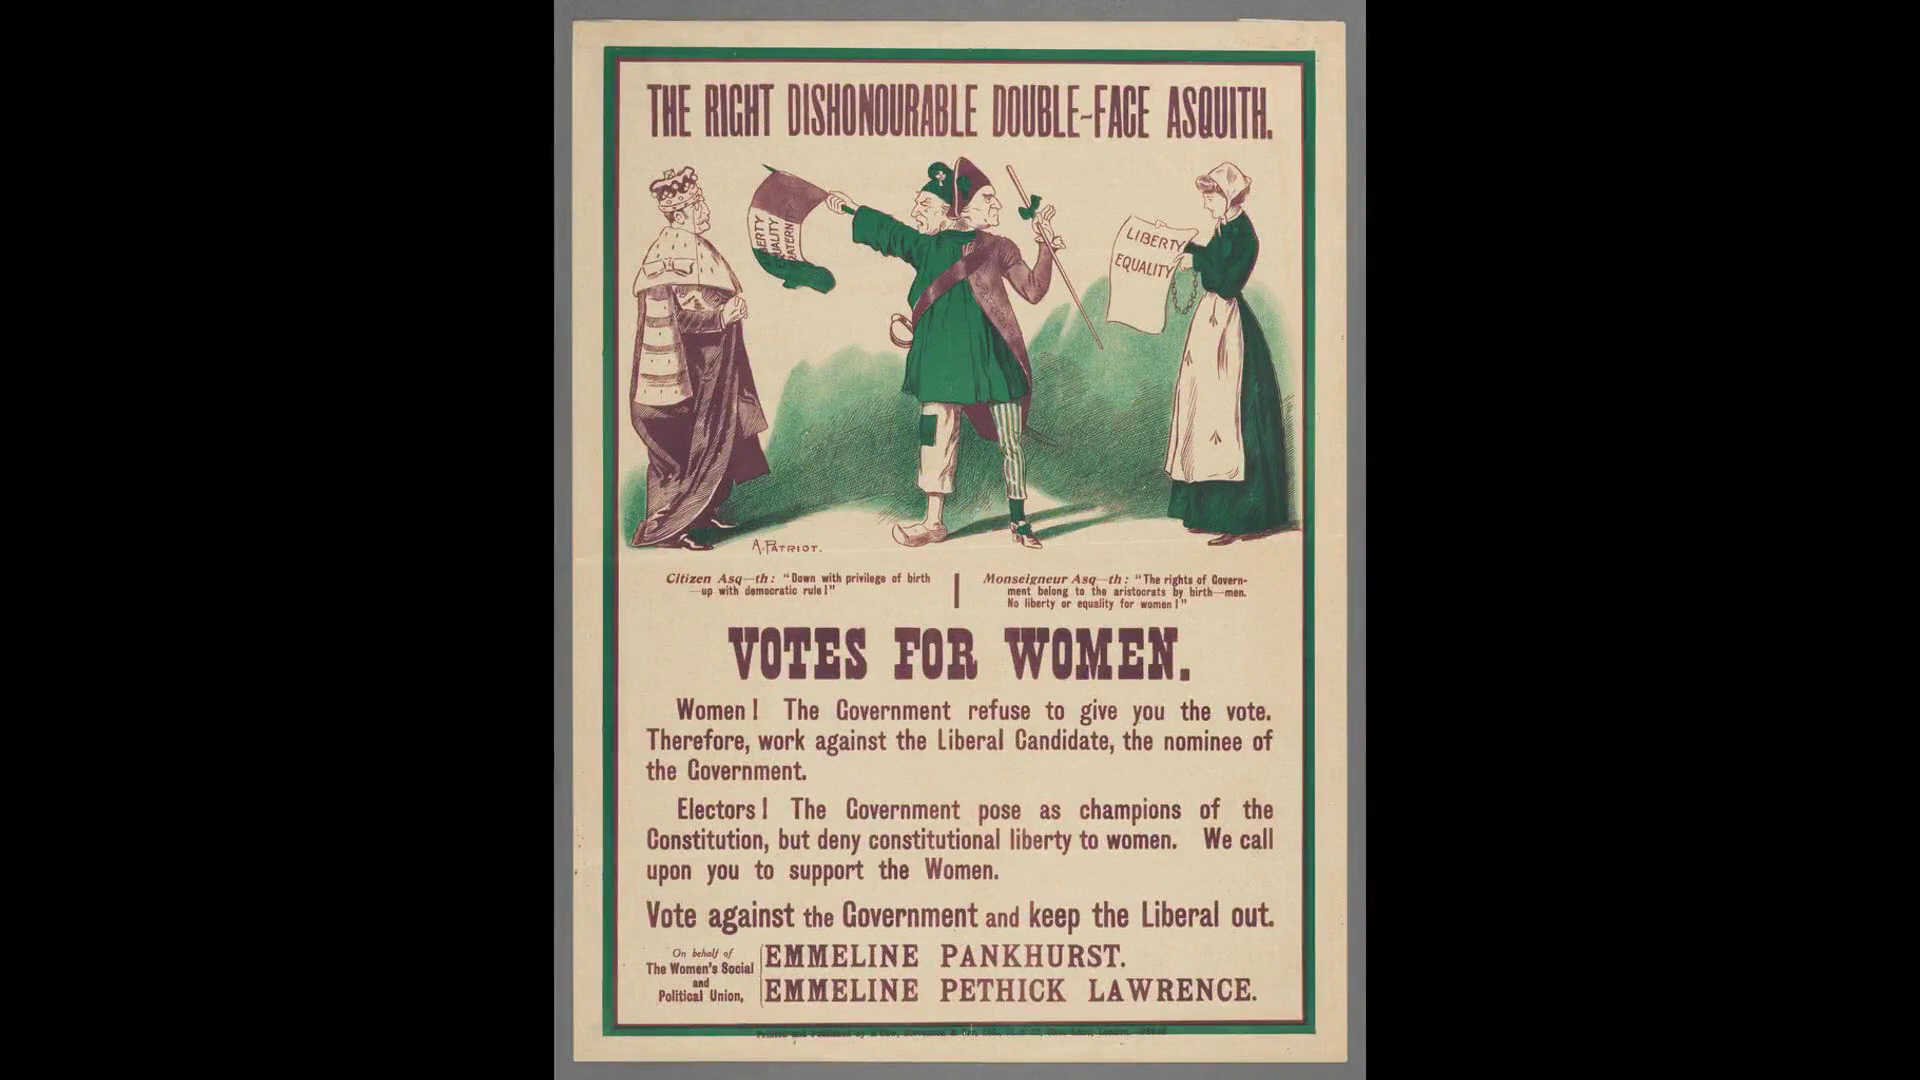 THE RIGHT DISHONOURABLE DOUBLE-FACE ASQUITH.
LIBERTY
EQUALITY
A. PATRIOT.
Citizen Asq—th: "Down with privilege of birth
—up with democratic rule!"
Monseigneur Asq—th: "The rights of Govern-
ment belong to the aristocrats by birth—men.
No liberty or equality for women!"
VOTES FOR WOMEN.
Women! The Government refuse to give you the vote.
Therefore, work against the Liberal Candidate, the nominee of
the Government.
Electors! The Government pose as champions of the
Constitution, but deny constitutional liberty to women. We call
upon you to support the Women.
Vote against the Government and keep the Liberal out.
On behalf of
The Women's Social
and
Political Union,
EMMELINE PANKHURST.
EMMELINE PETHICK LAWRENCE.
Printed and Published by
London.